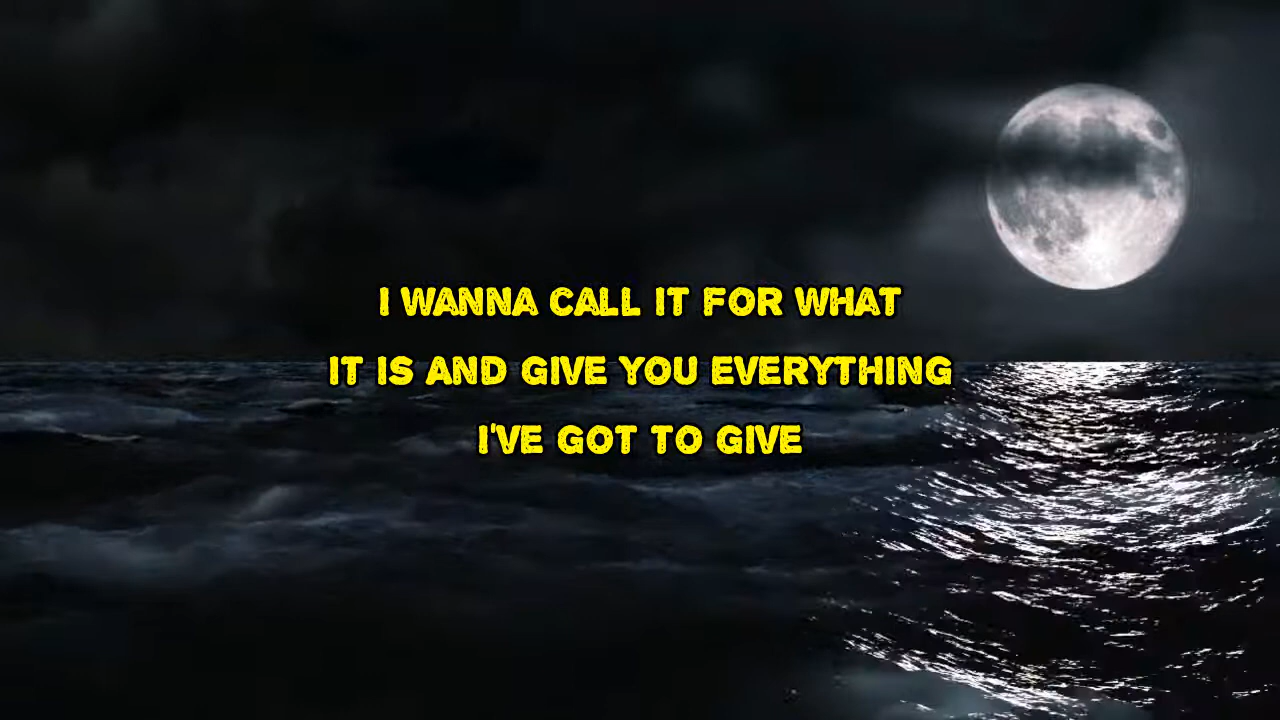 I WANNA CALL IT FOR WHAT
IT IS AND GIVE YOU EVERYTHING
I'VE GOT TO GIVE